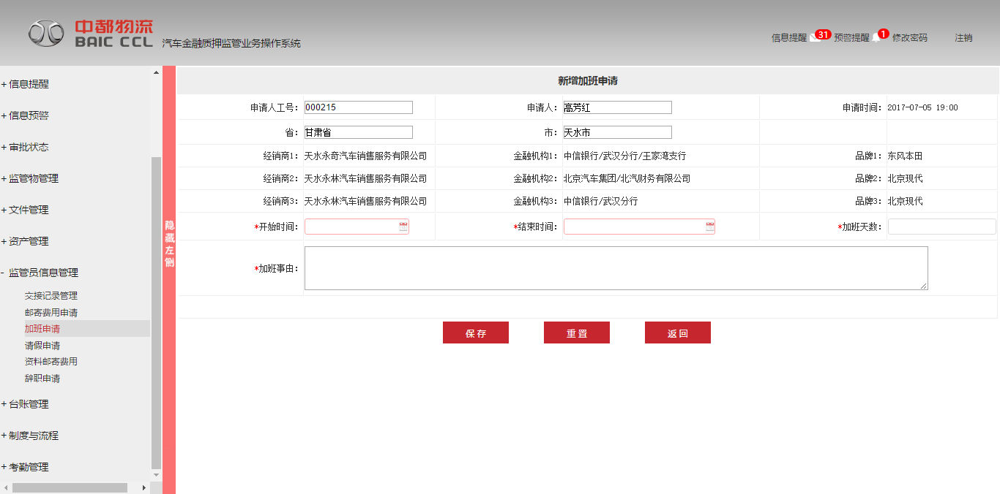 中都物流
BAIC CCL
汽车金融质押监管业务操作系统
信息提醒 31 预警提醒 1 修改密码 注销
+ 信息提醒
+ 信息预警
+ 审批状态
+ 监管物管理
+ 文件管理
+ 资产管理
- 监管员信息管理
交接记录管理
邮寄费用申请
加班申请
请假申请
资料邮寄费用
辞职申请
+ 台账管理
+ 制度与流程
+ 考勤管理
隐藏左侧
新增加班申请
申请人工号： 000215 申请人： 高芳红 申请时间： 2017-07-05 19:00
省： 甘肃省 市： 天水市
经销商1： 天水永奇汽车销售服务有限公司 金融机构1： 中信银行/武汉分行/王家湾支行 品牌1： 东风本田
经销商2： 天水永林汽车销售服务有限公司 金融机构2： 北京汽车集团/北汽财务有限公司 品牌2： 北京现代
经销商3： 天水永林汽车销售服务有限公司 金融机构3： 中信银行/武汉分行 品牌3： 北京现代
*开始时间： *结束时间： *加班天数：
*加班事由：
保 存 重 置 返 回